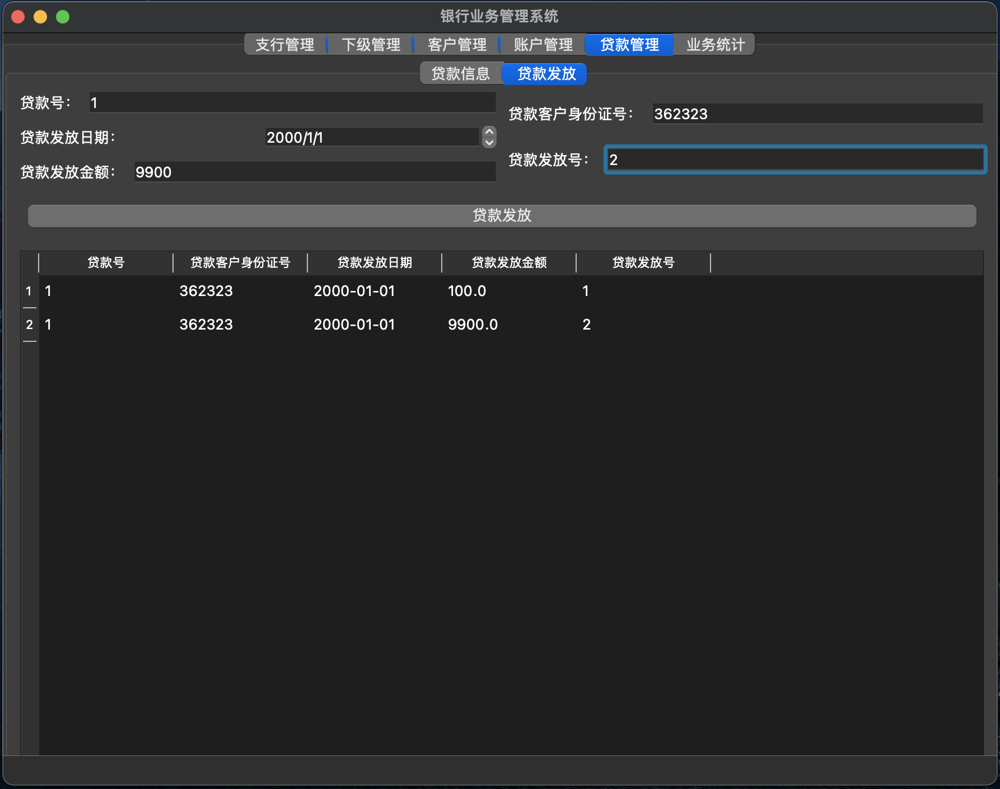 银行业务管理系统
支行管理 下级管理 客户管理 账户管理 贷款管理 业务统计
贷款信息 贷款发放
贷款号： 1
贷款客户身份证号： 362323
贷款发放日期： 2000/1/1
贷款发放号： 2
贷款发放金额： 9900
贷款发放
贷款号 贷款客户身份证号 贷款发放日期 贷款发放金额 贷款发放号
1 1 362323 2000-01-01 100.0 1
2 1 362323 2000-01-01 9900.0 2